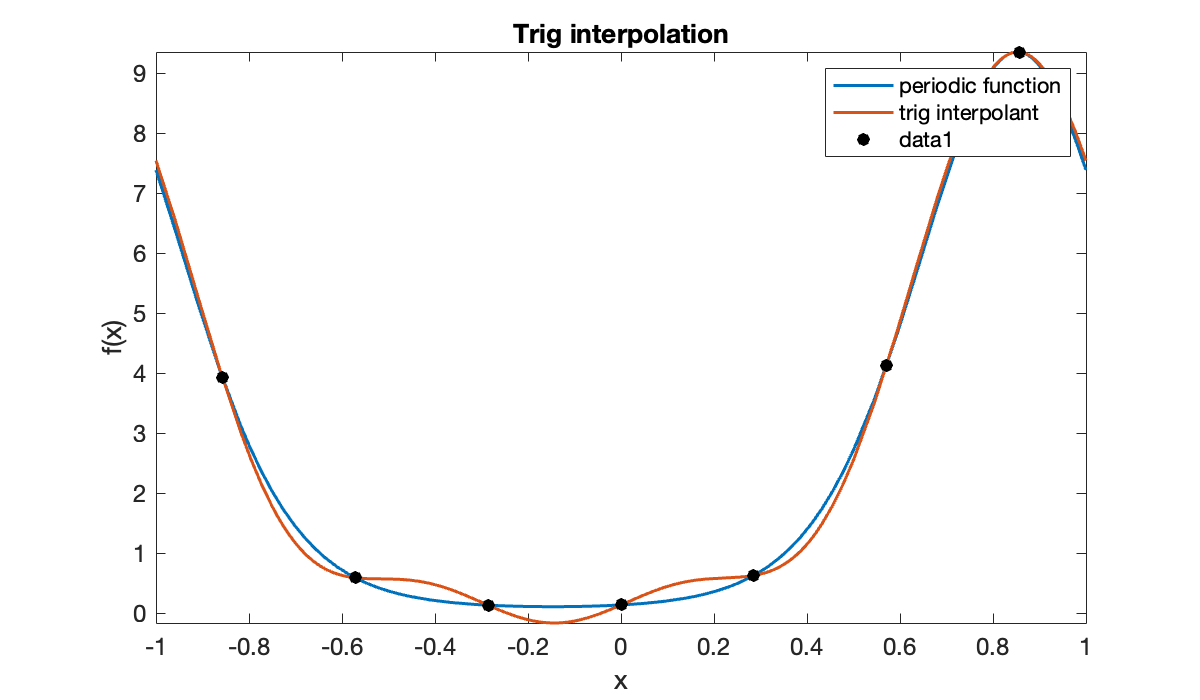 Trig interpolation
periodic function
trig interpolant
data1
f(x)
9
8
7
6
5
4
3
2
1
0
-1 -0.8 -0.6 -0.4 -0.2 0 0.2 0.4 0.6 0.8 1
x